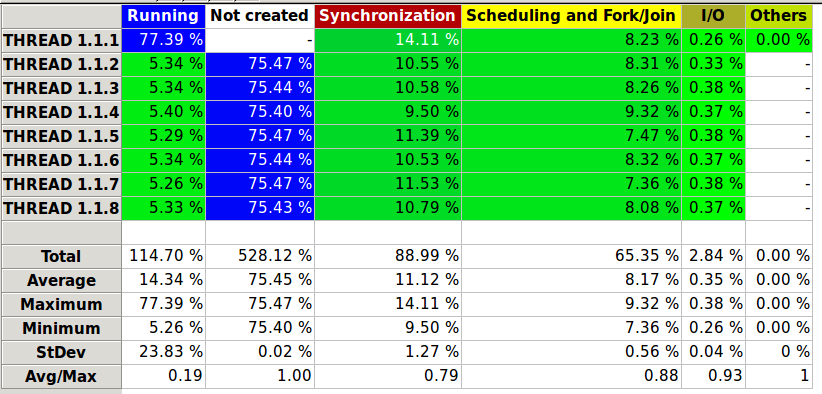 Running Not created Synchronization Scheduling and Fork/Join I/O Others
THREAD 1.1.1 77.39 % - 14.11 % 8.23 % 0.26 % 0.00 %
THREAD 1.1.2 5.34 % 75.47 % 10.55 % 8.31 % 0.33 % -
THREAD 1.1.3 5.34 % 75.44 % 10.58 % 8.26 % 0.38 % -
THREAD 1.1.4 5.40 % 75.40 % 9.50 % 9.32 % 0.37 % -
THREAD 1.1.5 5.29 % 75.47 % 11.39 % 7.47 % 0.38 % -
THREAD 1.1.6 5.34 % 75.44 % 10.53 % 8.32 % 0.37 % -
THREAD 1.1.7 5.26 % 75.47 % 11.53 % 7.36 % 0.38 % -
THREAD 1.1.8 5.33 % 75.43 % 10.79 % 8.08 % 0.37 % -
Total 114.70 % 528.12 % 88.99 % 65.35 % 2.84 % 0.00 %
Average 14.34 % 75.45 % 11.12 % 8.17 % 0.35 % 0.00 %
Maximum 77.39 % 75.47 % 14.11 % 9.32 % 0.38 % 0.00 %
Minimum 5.26 % 75.40 % 9.50 % 7.36 % 0.26 % 0.00 %
StDev 23.83 % 0.02 % 1.27 % 0.56 % 0.04 % 0 %
Avg/Max 0.19 1.00 0.79 0.88 0.93 1